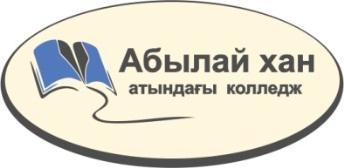 Абылай хан
атындағы колледж